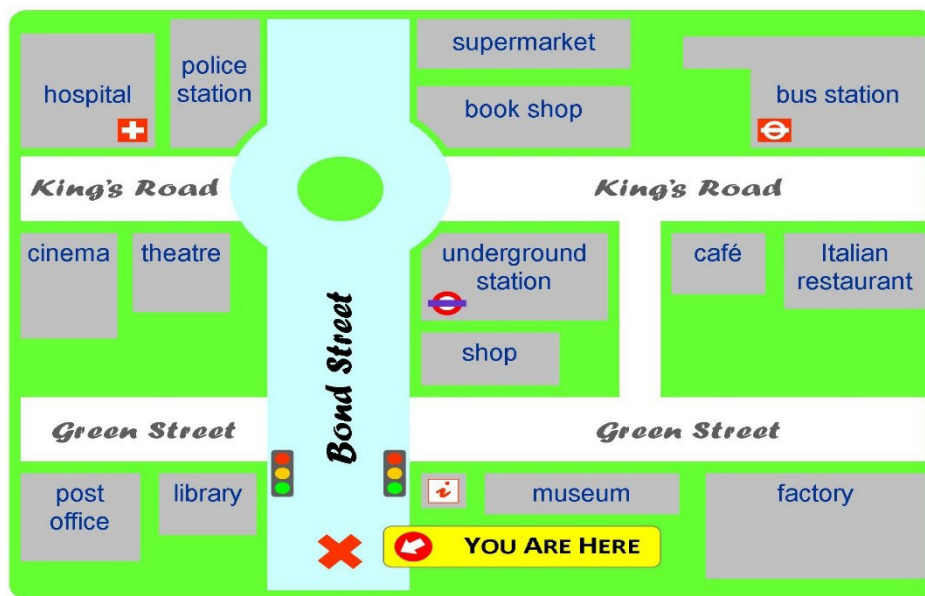 hospital
police
station
supermarket
book shop
bus station
King's Road
King's Road
cinema
theatre
underground
station
café
Italian
restaurant
Bond Street
shop
Green Street
Green Street
post
office
library
i
museum
factory
YOU ARE HERE